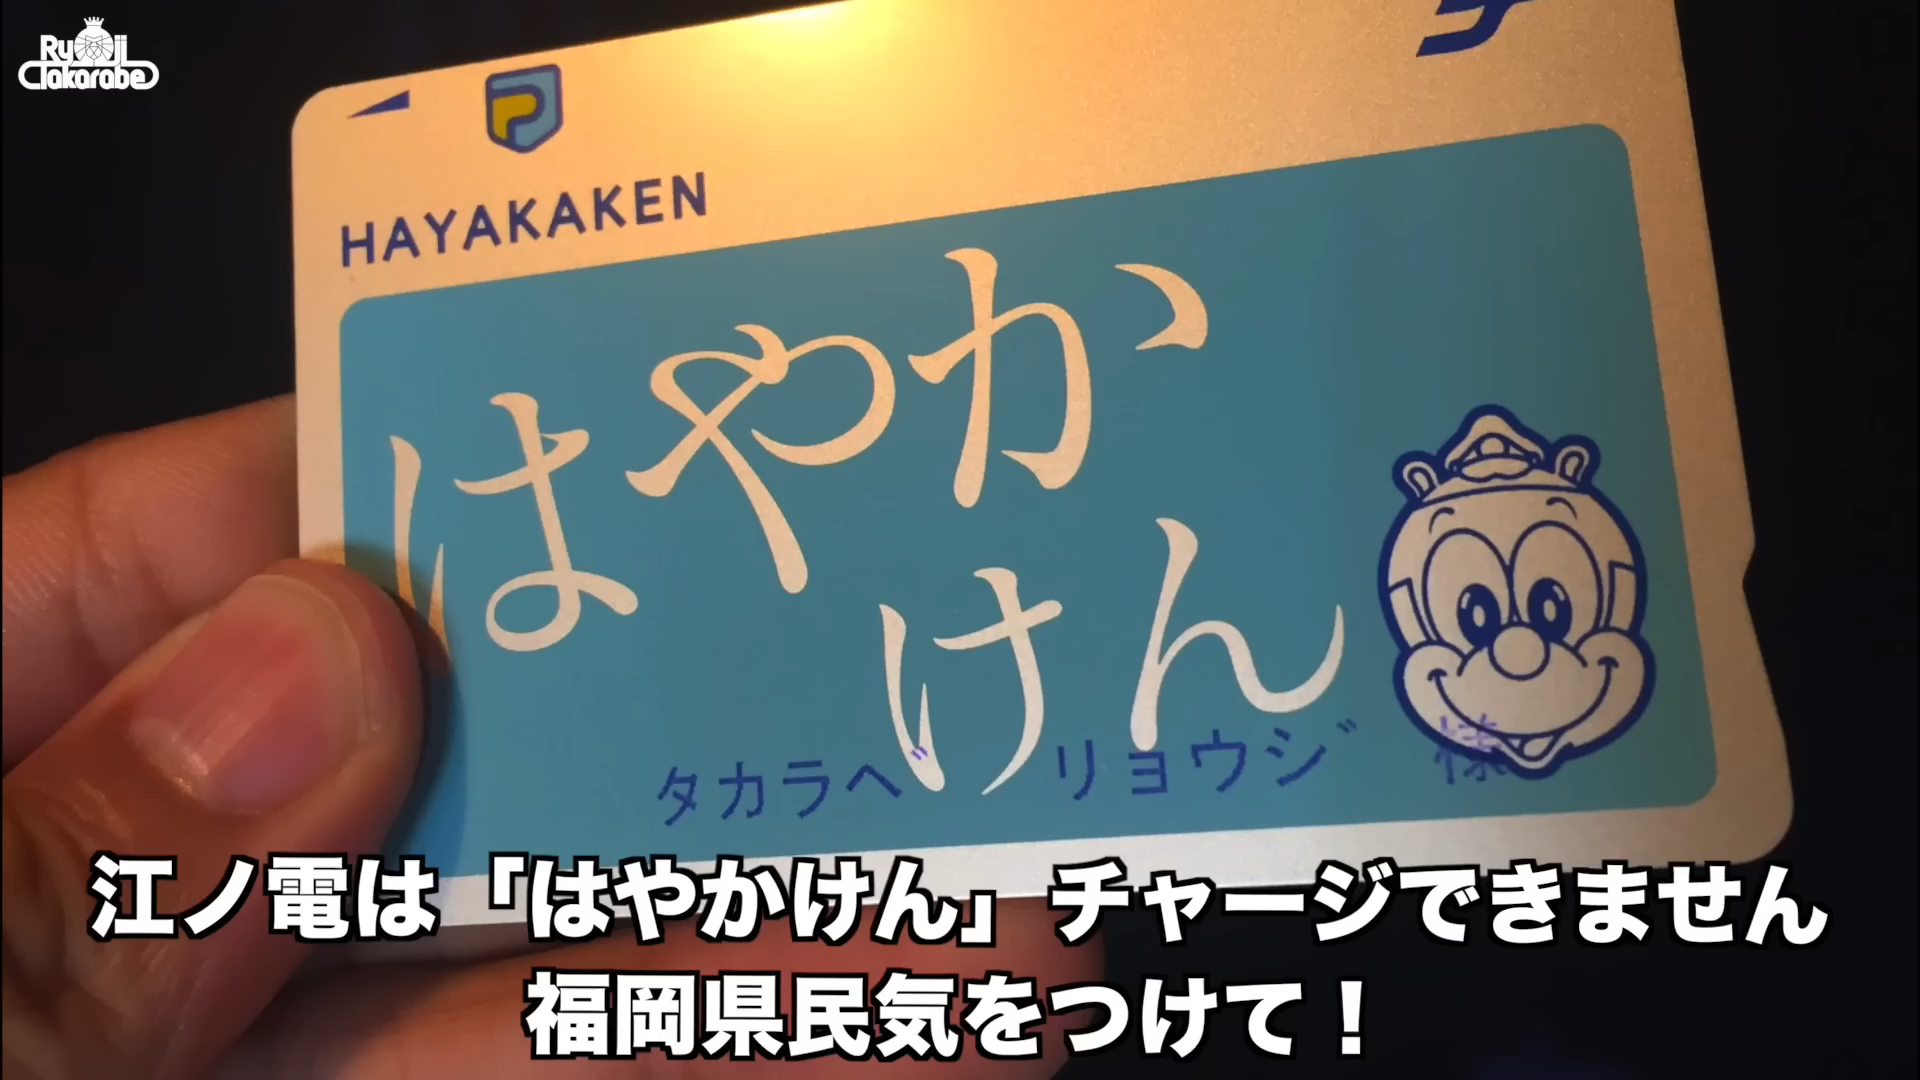 Ryoji
Takarabe
HAYAKAKEN
はやか
けん
タカラベ リョウジ 様
江ノ電は「はやかけん」チャージできません
福岡県民気をつけて！